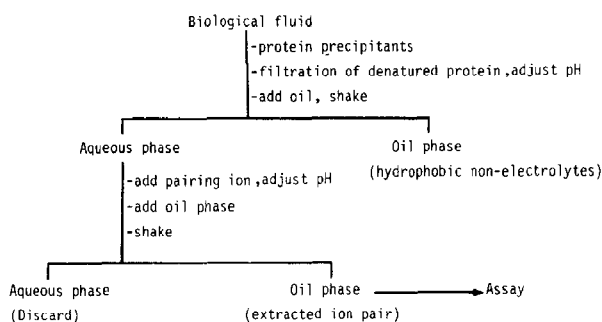 Biological fluid
-protein precipitants
-filtration of denatured protein,adjust pH
-add oil, shake
Aqueous phase
Oil phase
(hydrophobic non-electrolytes)
-add pairing ion,adjust pH
-add oil phase
-shake
Aqueous phase
(Discard)
Oil phase
(extracted ion pair)
Assay